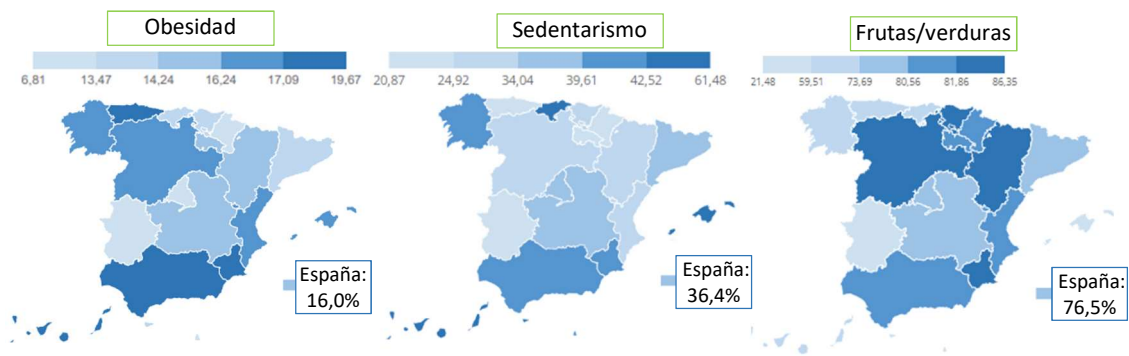 Obesidad
6,81 13,47 14,24 16,24 17,09 19,67
España:
16,0%
Sedentarismo
20,87 24,92 34,04 39,61 42,52 61,48
España:
36,4%
Frutas/verduras
21,48 59,51 73,69 80,56 81,86 86,35
España:
76,5%